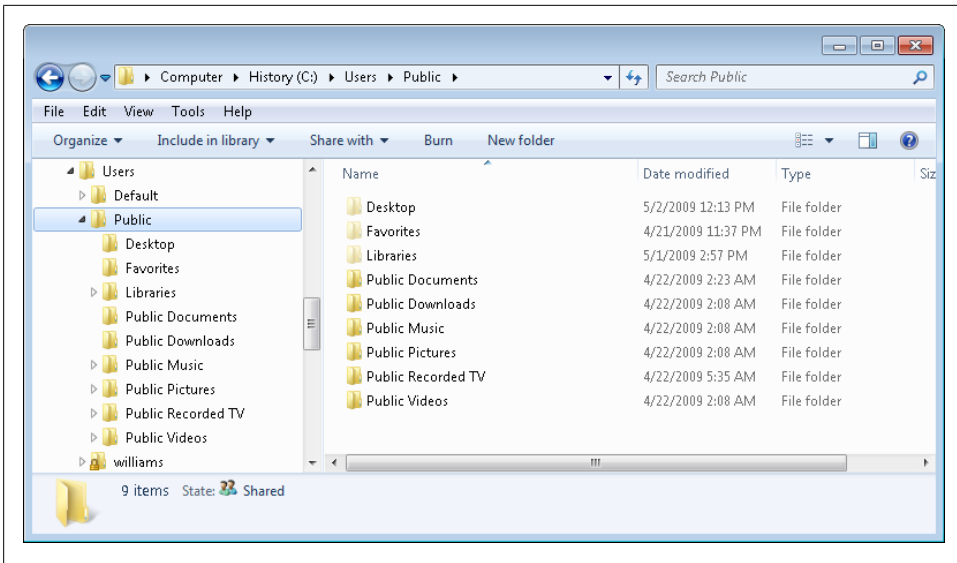 Computer History (C:) Users Public
Search Public
File Edit View Tools Help
Organize Include in library Share with Burn New folder
Users
Default
Public
Desktop
Favorites
Libraries
Public Documents
Public Downloads
Public Music
Public Pictures
Public Recorded TV
Public Videos
williams
Name Date modified Type Siz
Desktop 5/2/2009 12:13 PM File folder
Favorites 4/21/2009 11:37 PM File folder
Libraries 5/1/2009 2:57 PM File folder
Public Documents 4/22/2009 2:23 AM File folder
Public Downloads 4/22/2009 2:08 AM File folder
Public Music 4/22/2009 2:08 AM File folder
Public Pictures 4/22/2009 2:08 AM File folder
Public Recorded TV 4/22/2009 5:35 AM File folder
Public Videos 4/22/2009 2:08 AM File folder
9 items State: Shared